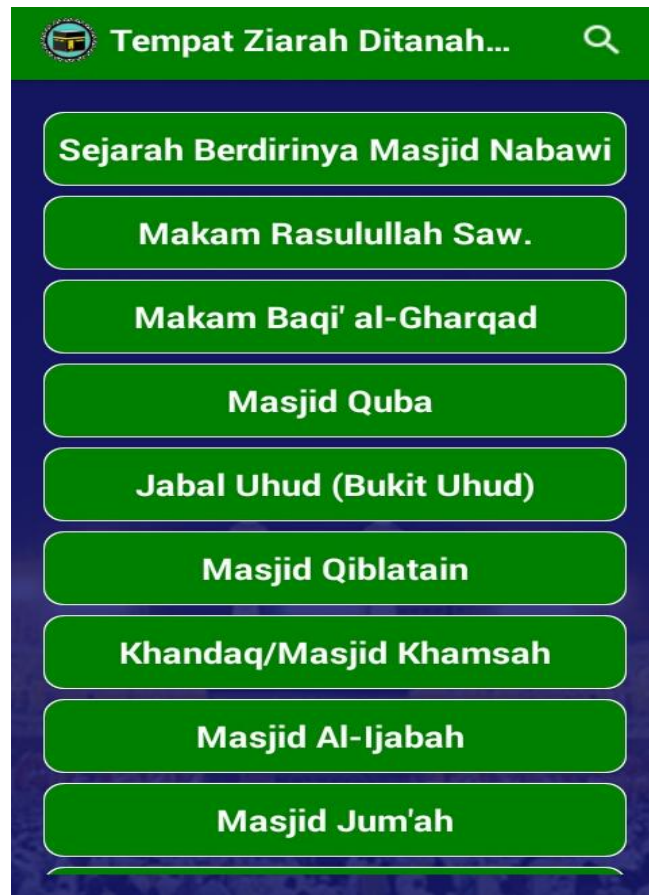 Tempat Ziarah Ditanah...
Sejarah Berdirinya Masjid Nabawi
Makam Rasulullah Saw.
Makam Baqi' al-Gharqad
Masjid Quba
Jabal Uhud (Bukit Uhud)
Masjid Qiblatain
Khandaq/Masjid Khamsah
Masjid Al-Ijabah
Masjid Jum'ah